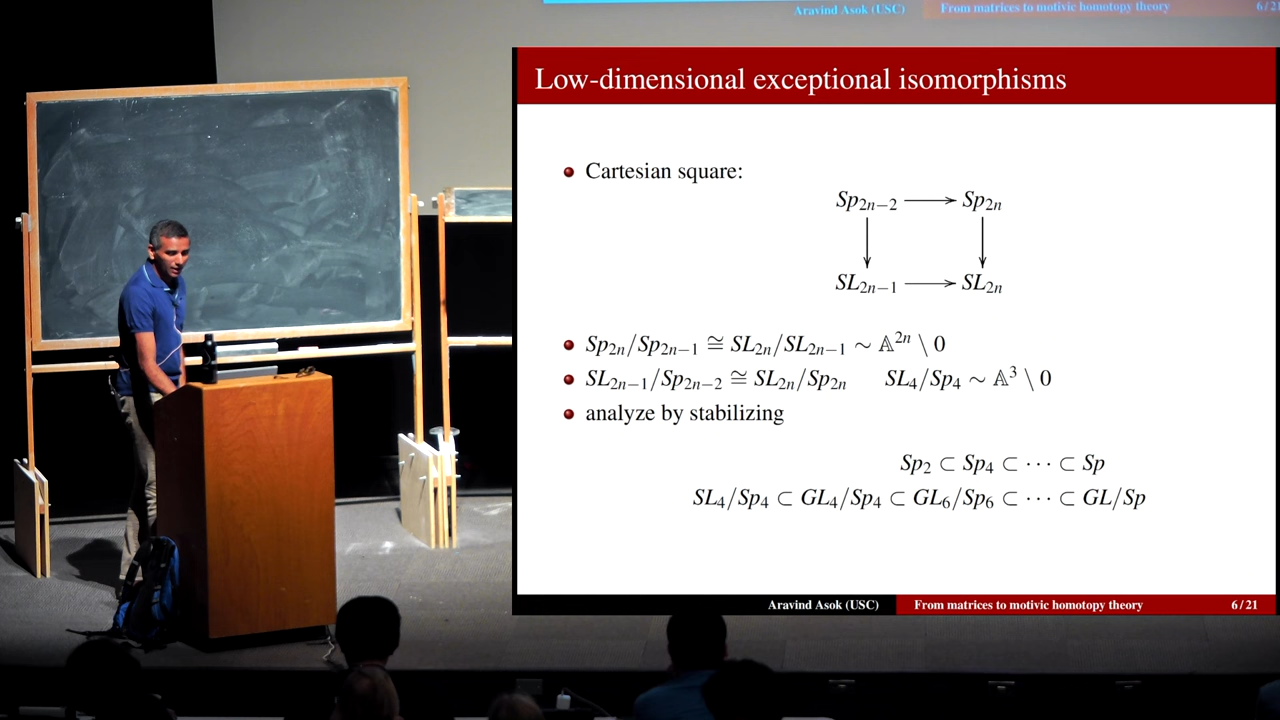 Aravind Asok (USC) From matrices to motivic homotopy theory 6 / 21
Low-dimensional exceptional isomorphisms
• Cartesian square:
Sp₂ₙ₋₂ ⟶ Sp₂ₙ
↓ ↓
SL₂ₙ₋₁ ⟶ SL₂ₙ
• Sp₂ₙ/Sp₂ₙ₋₁ ≅ SL₂ₙ/SL₂ₙ₋₁ ∼ 𝔸²ⁿ \ 0
• SL₂ₙ₋₁/Sp₂ₙ₋₂ ≅ SL₂ₙ/Sp₂ₙ SL₄/Sp₄ ∼ 𝔸³ \ 0
• analyze by stabilizing
Sp₂ ⊂ Sp₄ ⊂ ⋯ ⊂ Sp
SL₄/Sp₄ ⊂ GL₄/Sp₄ ⊂ GL₆/Sp₆ ⊂ ⋯ ⊂ GL/Sp
Aravind Asok (USC) From matrices to motivic homotopy theory 6 / 21